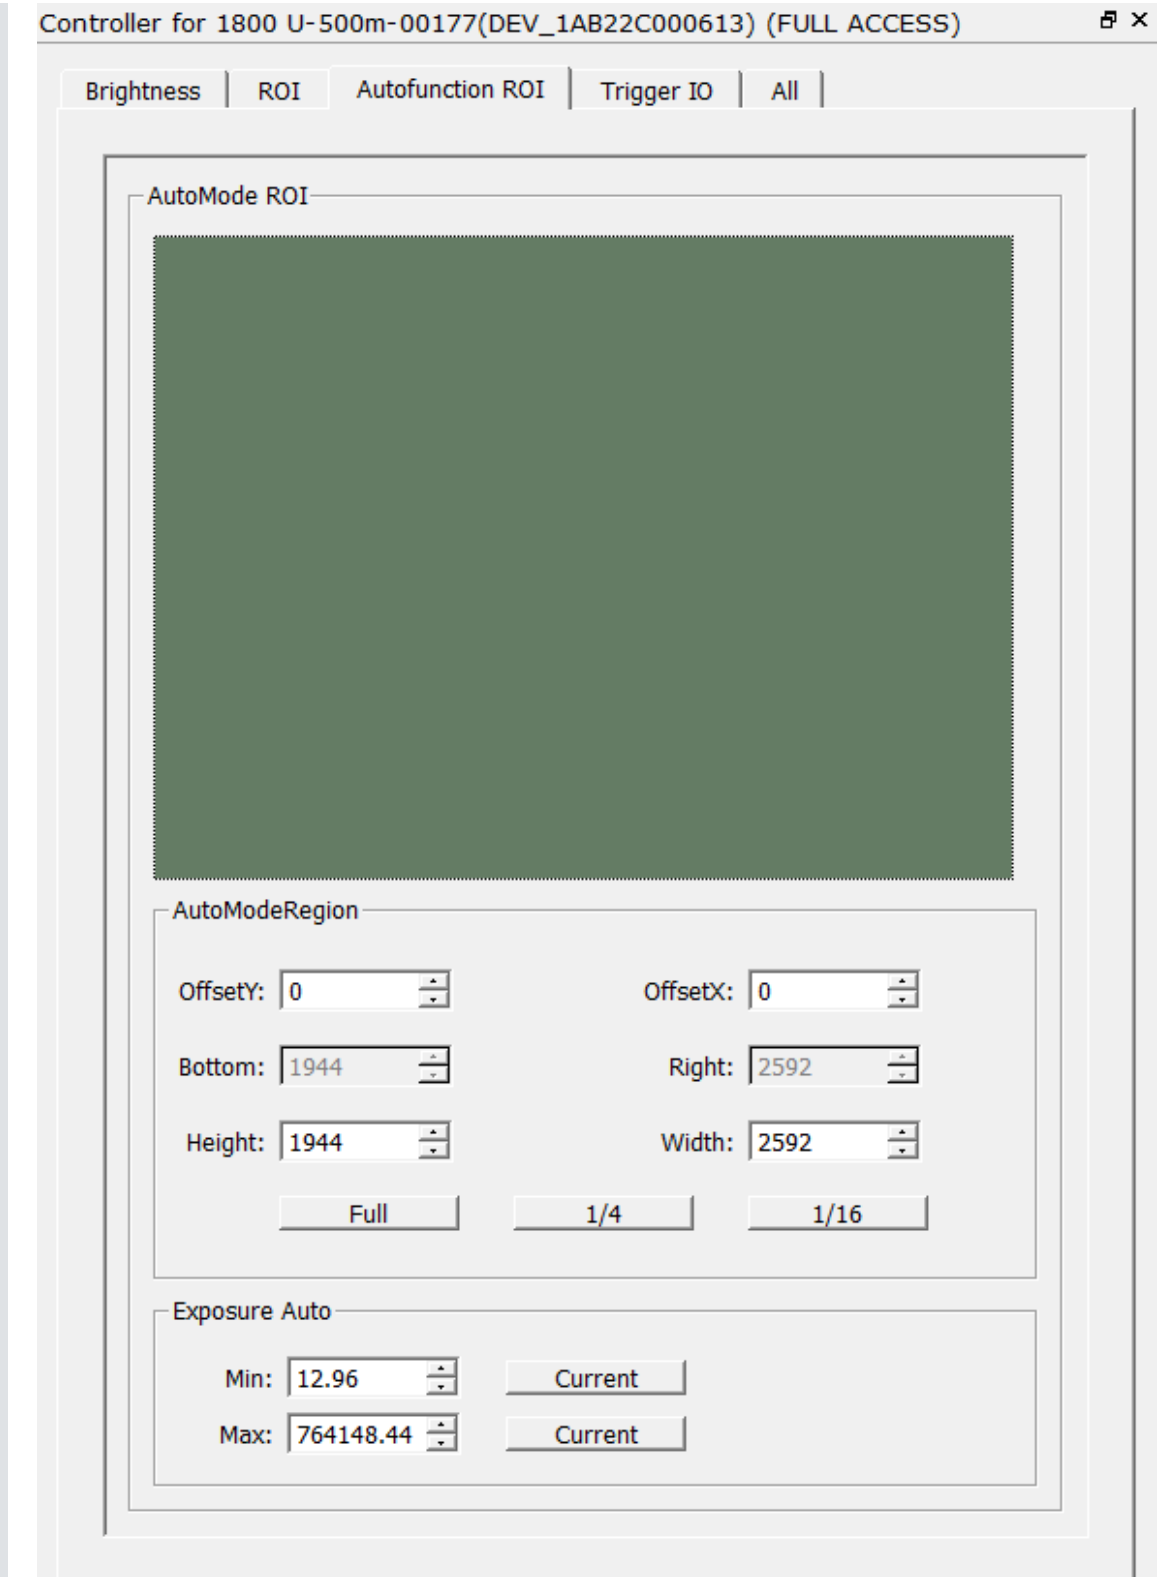 Controller for 1800 U-500m-00177(DEV_1AB22C000613) (FULL ACCESS)
Brightness ROI Autofunction ROI Trigger IO All
AutoMode ROI
AutoModeRegion
OffsetY: 0 OffsetX: 0
Bottom: 1944 Right: 2592
Height: 1944 Width: 2592
Full 1/4 1/16
Exposure Auto
Min: 12.96 Current
Max: 764148.44 Current